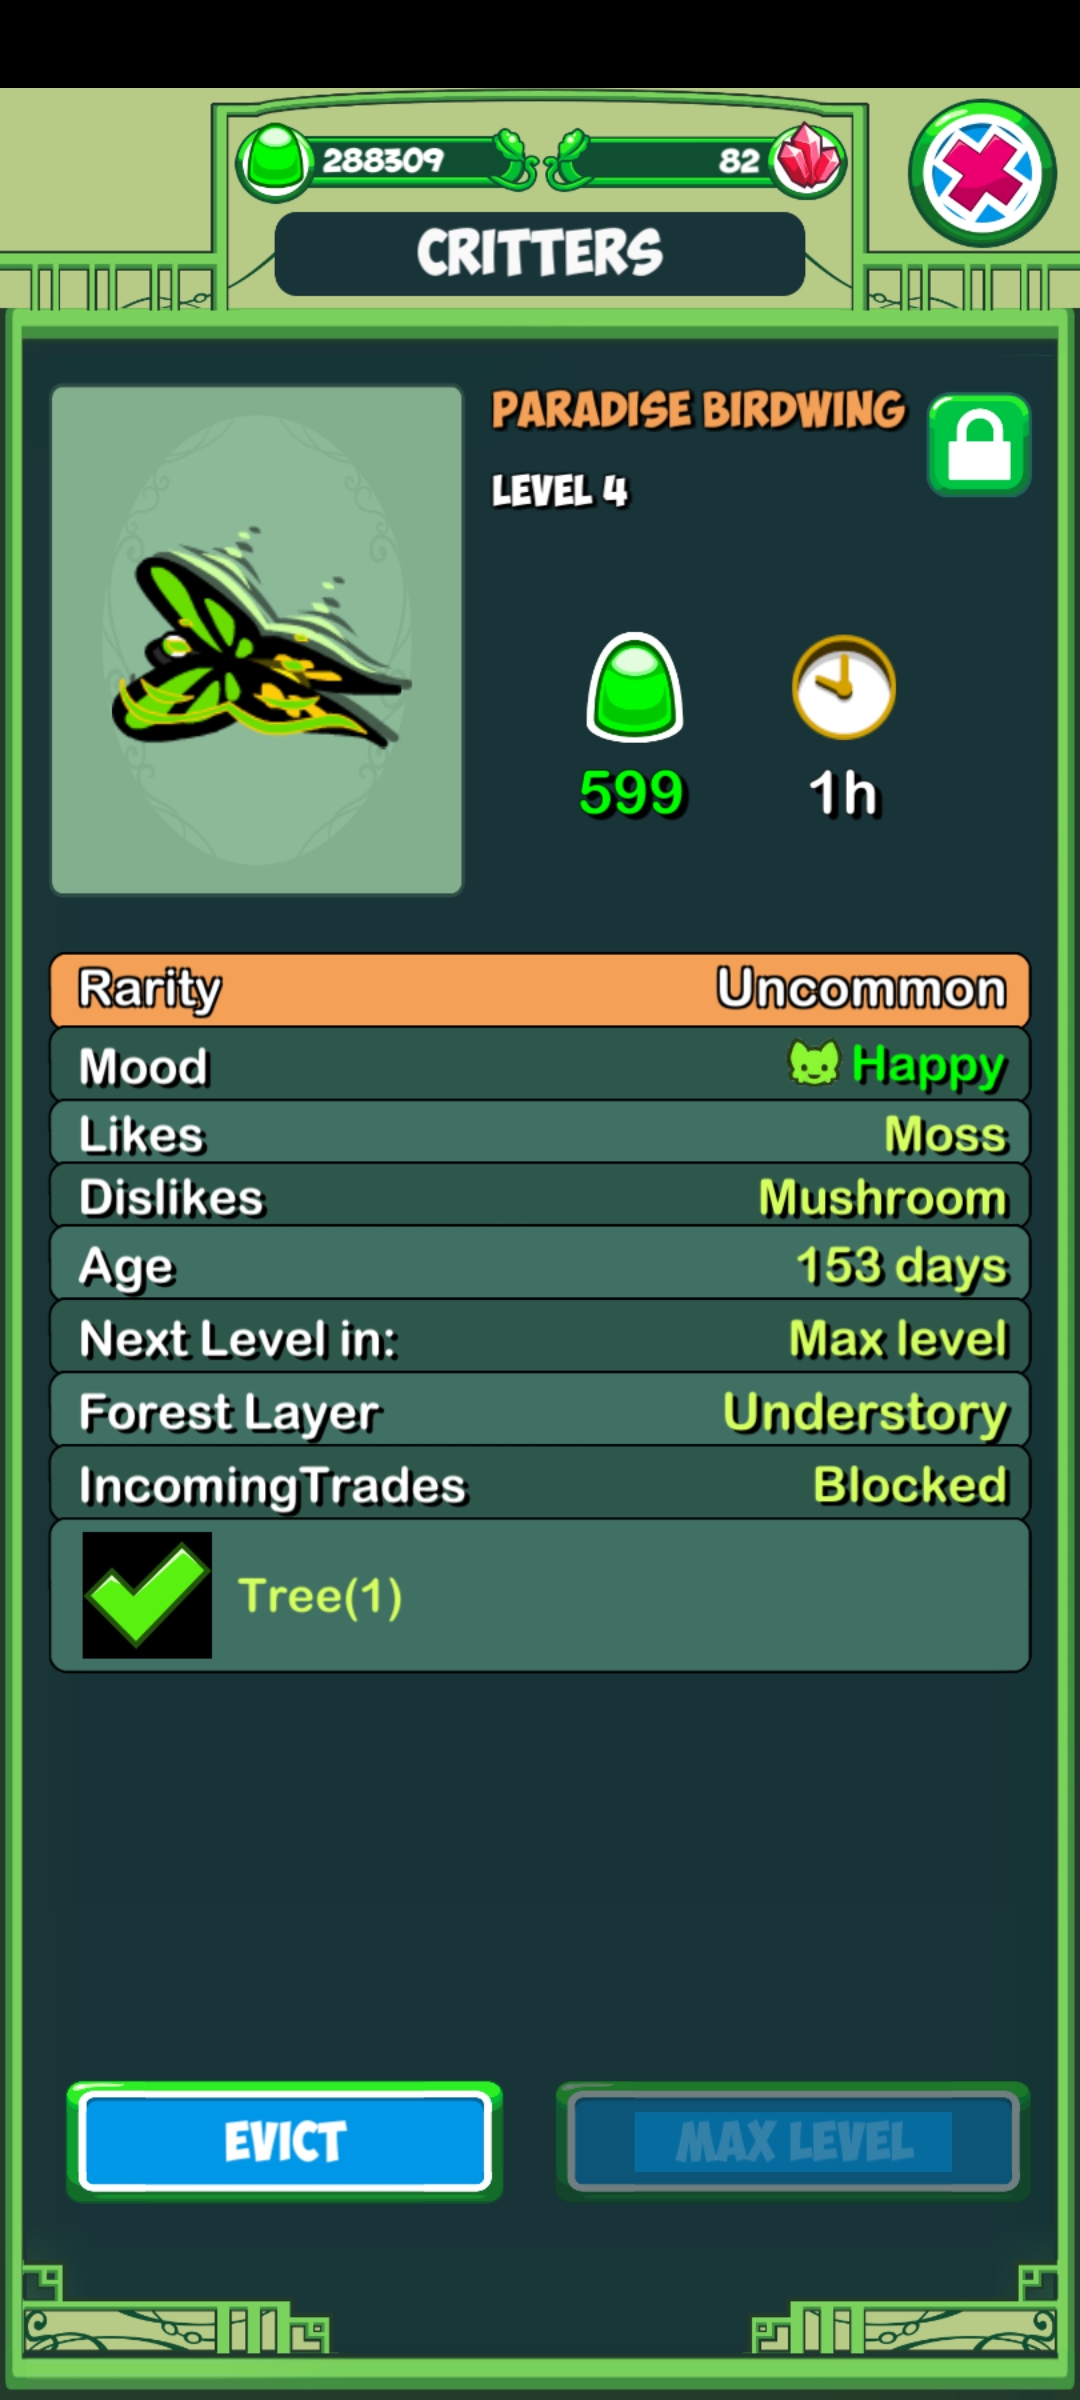 288309 82
CRITTERS
PARADISE BIRDWING
LEVEL 4
599 1h
Rarity Uncommon
Mood Happy
Likes Moss
Dislikes Mushroom
Age 153 days
Next Level in: Max level
Forest Layer Understory
IncomingTrades Blocked
Tree(1)
EVICT MAX LEVEL